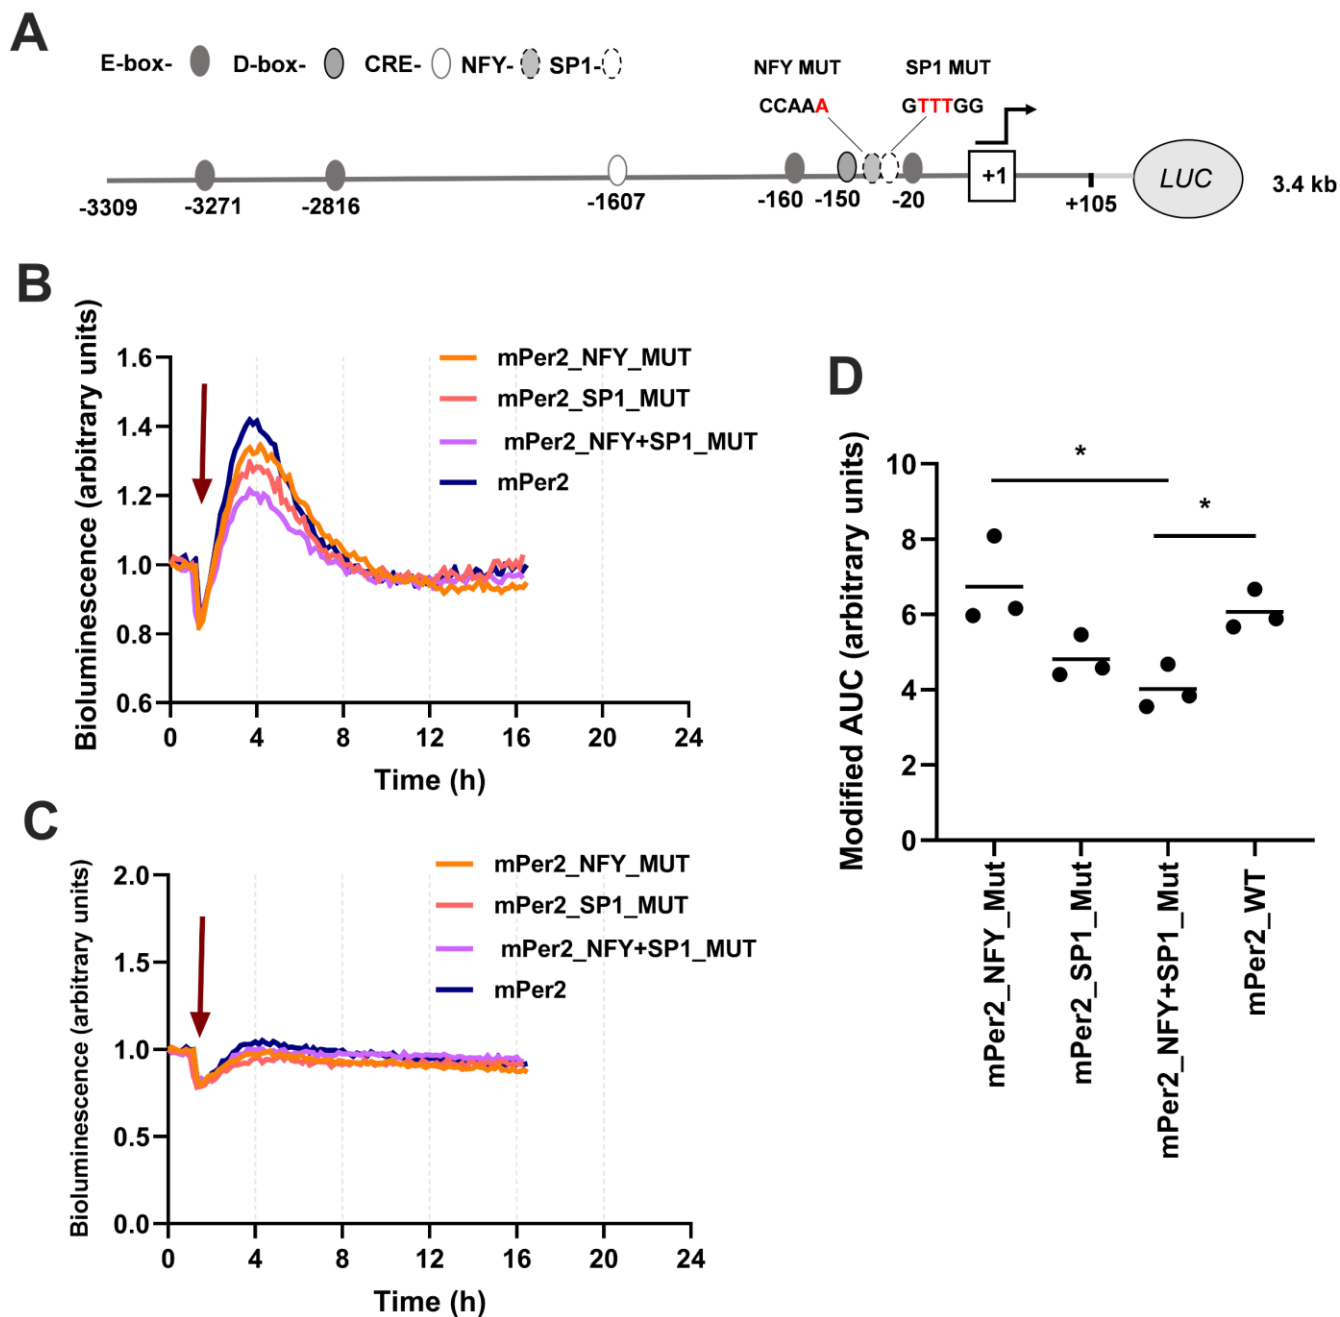 A
E-box- D-box- CRE- NFY- SP1-
NFY MUT SP1 MUT
CCAAA GTTTGG
+1 LUC 3.4 kb
-3309 -3271 -2816 -1607 -160 -150 -20 +105
B
Bioluminescence (arbitrary units)
1.6
1.4
1.2
1.0
0.8
0.6
0 4 8 12 16 20 24
Time (h)
mPer2_NFY_MUT
mPer2_SP1_MUT
mPer2_NFY+SP1_MUT
mPer2
C
Bioluminescence (arbitrary units)
2.0
1.5
1.0
0.5
0.0
0 4 8 12 16 20 24
Time (h)
mPer2_NFY_MUT
mPer2_SP1_MUT
mPer2_NFY+SP1_MUT
mPer2
D
Modified AUC (arbitrary units)
10
8
6
4
2
0
*
*
mPer2_NFY_Mut
mPer2_SP1_Mut
mPer2_NFY+SP1_Mut
mPer2_WT